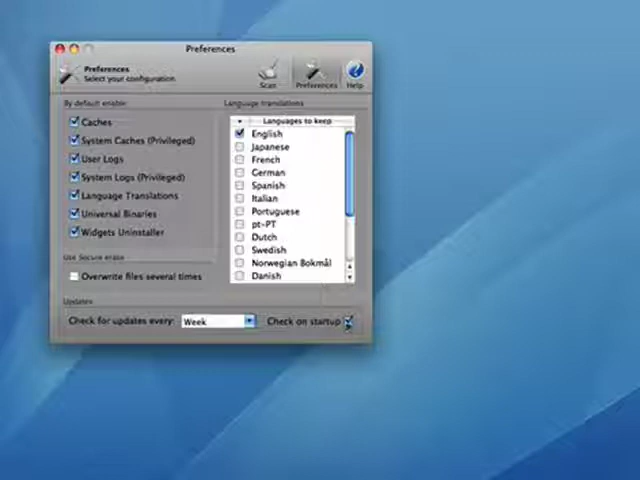 Preferences
Preferences
Select your configuration
Scan
Preferences
Help
By default enable:
Caches
System Caches (Privileged)
User Logs
System Logs (Privileged)
Language Translations
Universal Binaries
Widgets Uninstaller
Use Secure erase
Overwrite files several times
Language translations
Languages to keep
English
Japanese
French
German
Spanish
Italian
Portuguese
pt-PT
Dutch
Swedish
Norwegian Bokmål
Danish
Updates
Check for updates every: Week Check on startup